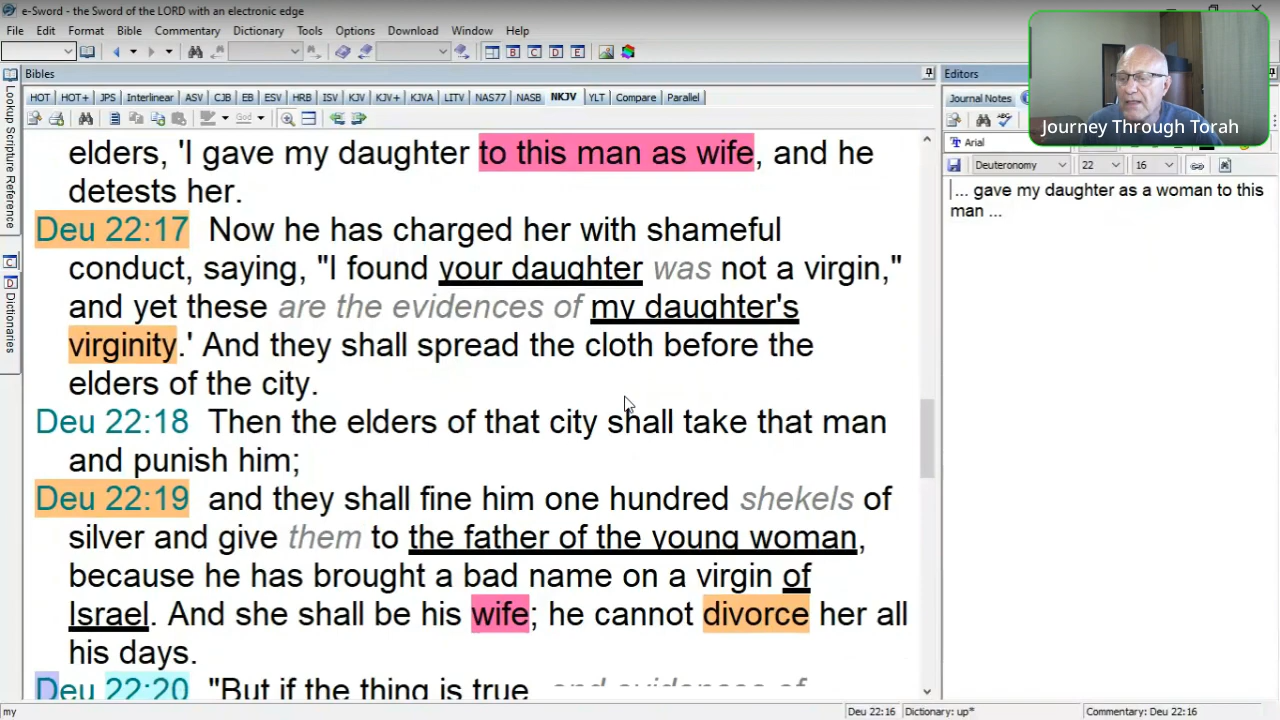 e-Sword - the Sword of the LORD with an electronic edge
File Edit Format Bible Commentary Dictionary Tools Options Download Window Help
B C D E
Bibles
Editors
HOT HOT+ JPS Interlinear ASV CJB EB ESV HRB ISV KJV KJV+ KJVA LITV NAS77 NASB NKJV YLT Compare Parallel
Journal Notes
Journey Through Torah
God
Arial
Deuteronomy 22 16
Lookup Scripture Reference
C
D Dictionaries
elders, 'I gave my daughter to this man as wife, and he
detests her.
Deu 22:17 Now he has charged her with shameful
conduct, saying, "I found your daughter was not a virgin,"
and yet these are the evidences of my daughter's
virginity.' And they shall spread the cloth before the
elders of the city.
Deu 22:18 Then the elders of that city shall take that man
and punish him;
Deu 22:19 and they shall fine him one hundred shekels of
silver and give them to the father of the young woman,
because he has brought a bad name on a virgin of
Israel. And she shall be his wife; he cannot divorce her all
his days.
Deu 22:20 "But if the thing is true and evidences of
... gave my daughter as a woman to this
man ...
my
Deu 22:16 Dictionary: up* Commentary: Deu 22:16